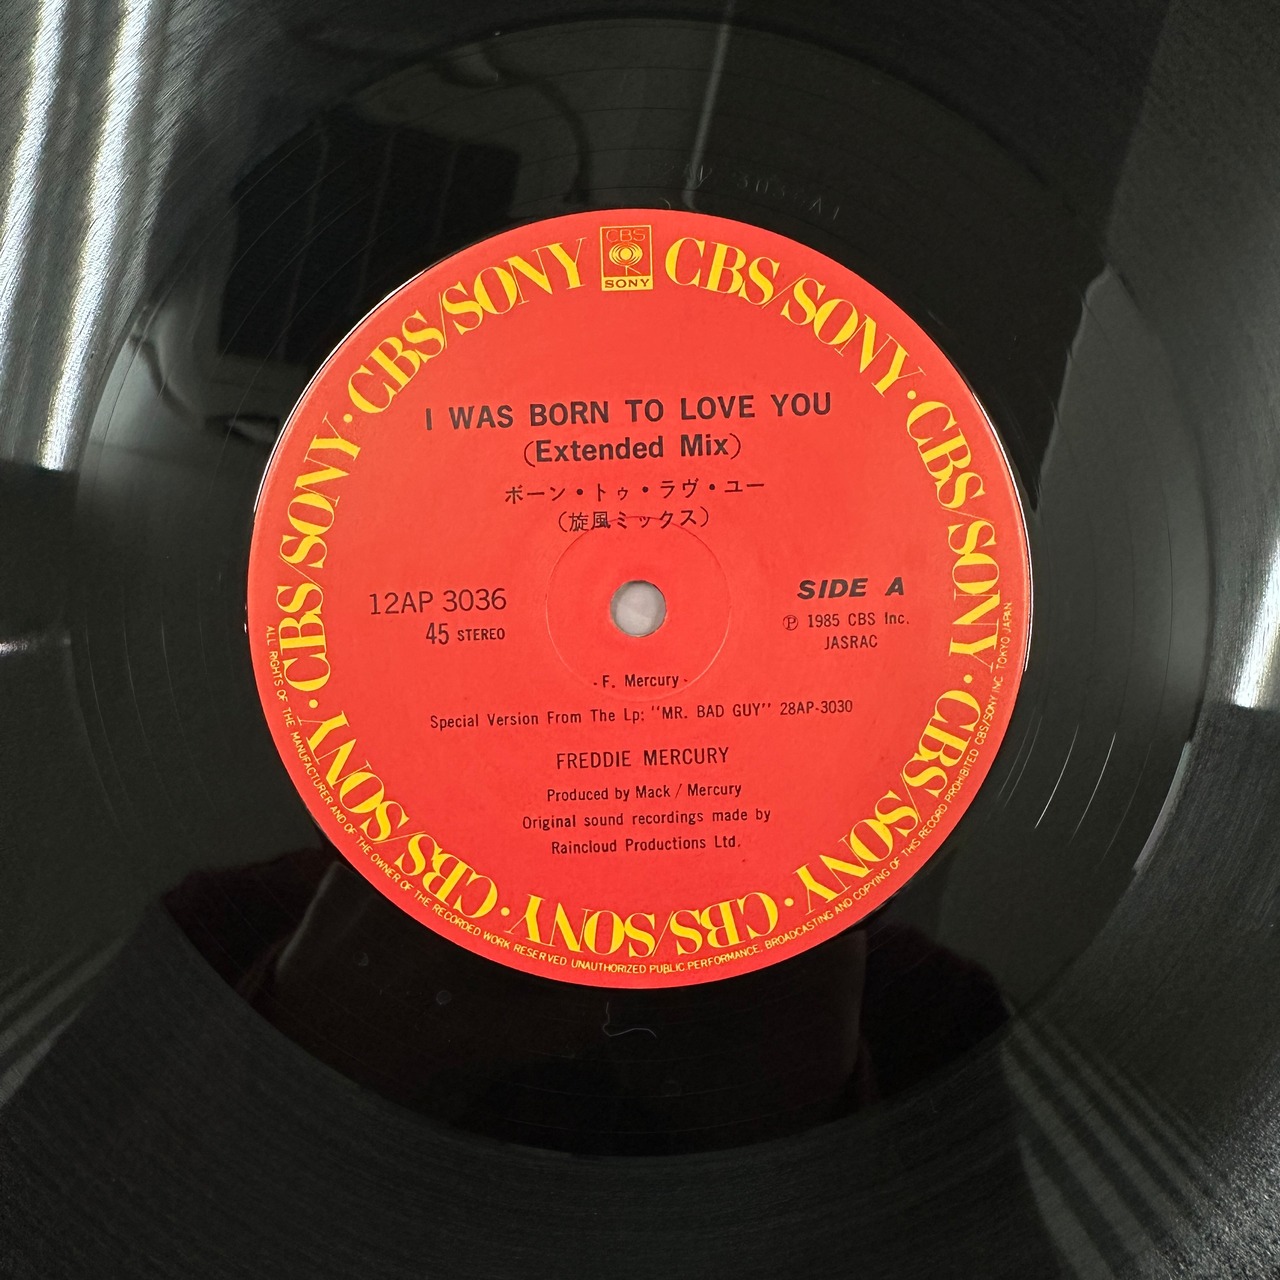 CBS
SONY
CBS/SONY · CBS/SONY · CBS/SONY · CBS/SONY · CBS/SONY · CBS/SONY · CBS/SONY · CBS/SONY · CBS/SONY · CBS/SONY
I WAS BORN TO LOVE YOU
(Extended Mix)
ボーン・トゥ・ラヴ・ユー
(旋風ミックス)
12AP 3036
45 STEREO
SIDE A
Ⓟ 1985 CBS Inc.
JASRAC
- F. Mercury -
Special Version From The Lp: "MR. BAD GUY" 28AP-3030
FREDDIE MERCURY
Produced by Mack / Mercury
Original sound recordings made by
Raincloud Productions Ltd.
ALL RIGHTS OF THE MANUFACTURER AND OF THE OWNER OF THE RECORDED WORK RESERVED UNAUTHORIZED PUBLIC PERFORMANCE, BROADCASTING AND COPYING OF THIS RECORD PROHIBITED CBS/SONY INC. TOKYO JAPAN